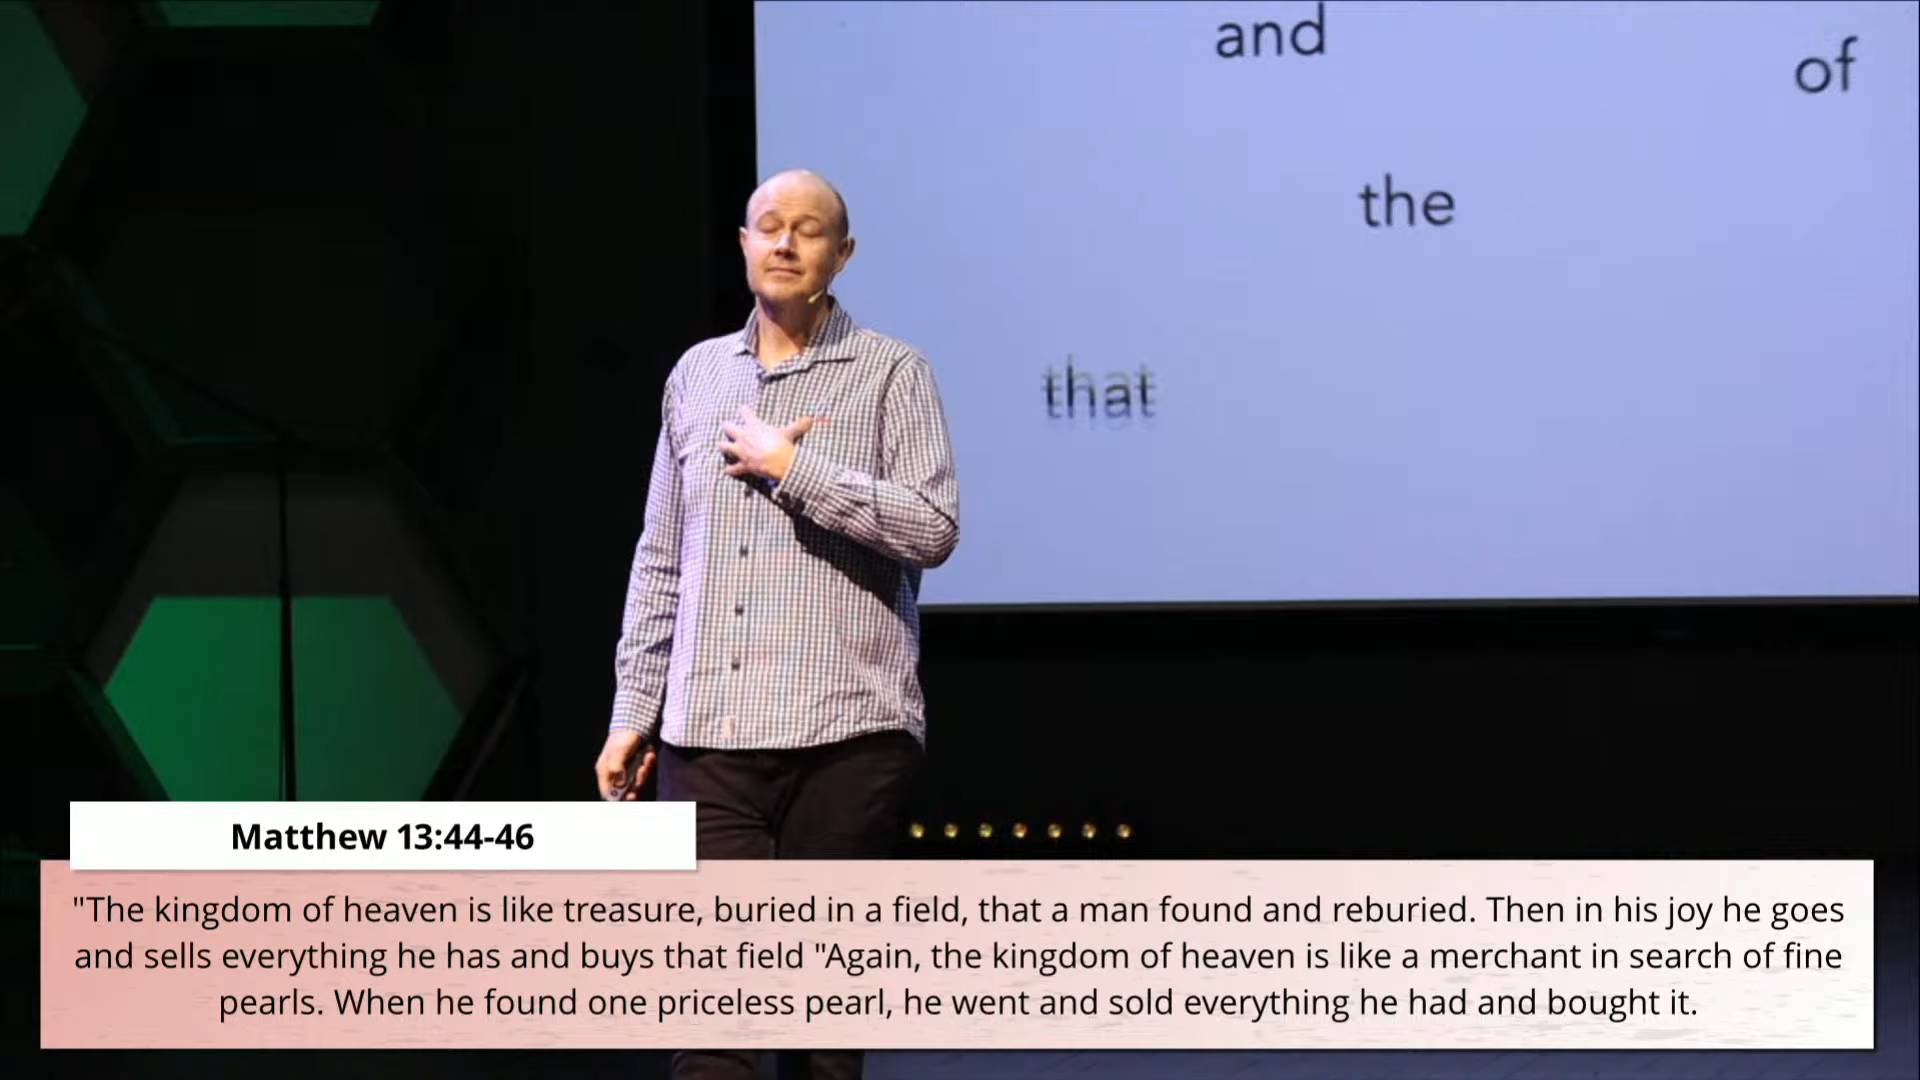 and
of
the
that
Matthew 13:44-46
"The kingdom of heaven is like treasure, buried in a field, that a man found and reburied. Then in his joy he goes
and sells everything he has and buys that field "Again, the kingdom of heaven is like a merchant in search of fine
pearls. When he found one priceless pearl, he went and sold everything he had and bought it.